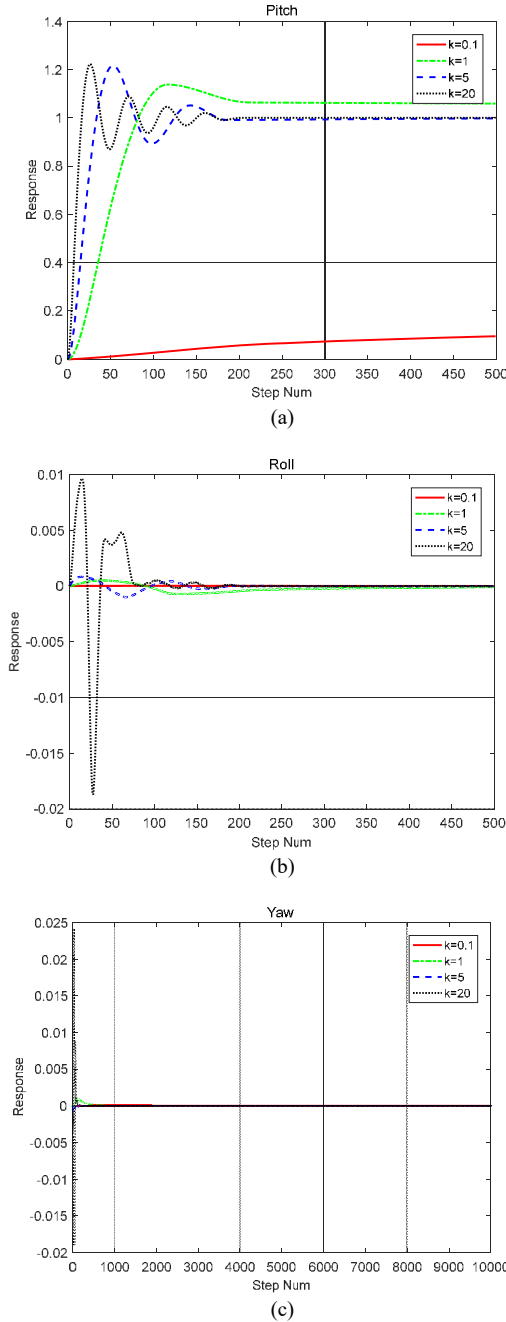 Pitch
1.4
1.2
1
0.8
0.6
0.4
0.2
0
Response
k=0.1
k=1
k=5
k=20
0 50 100 150 200 250 300 350 400 450 500
Step Num
(a)
Roll
0.01
0.005
0
-0.005
-0.01
-0.015
-0.02
Response
k=0.1
k=1
k=5
k=20
0 50 100 150 200 250 300 350 400 450 500
Step Num
(b)
Yaw
0.025
0.02
0.015
0.01
0.005
0
-0.005
-0.01
-0.015
-0.02
Response
k=0.1
k=1
k=5
k=20
0 1000 2000 3000 4000 5000 6000 7000 8000 9000 10000
Step Num
(c)